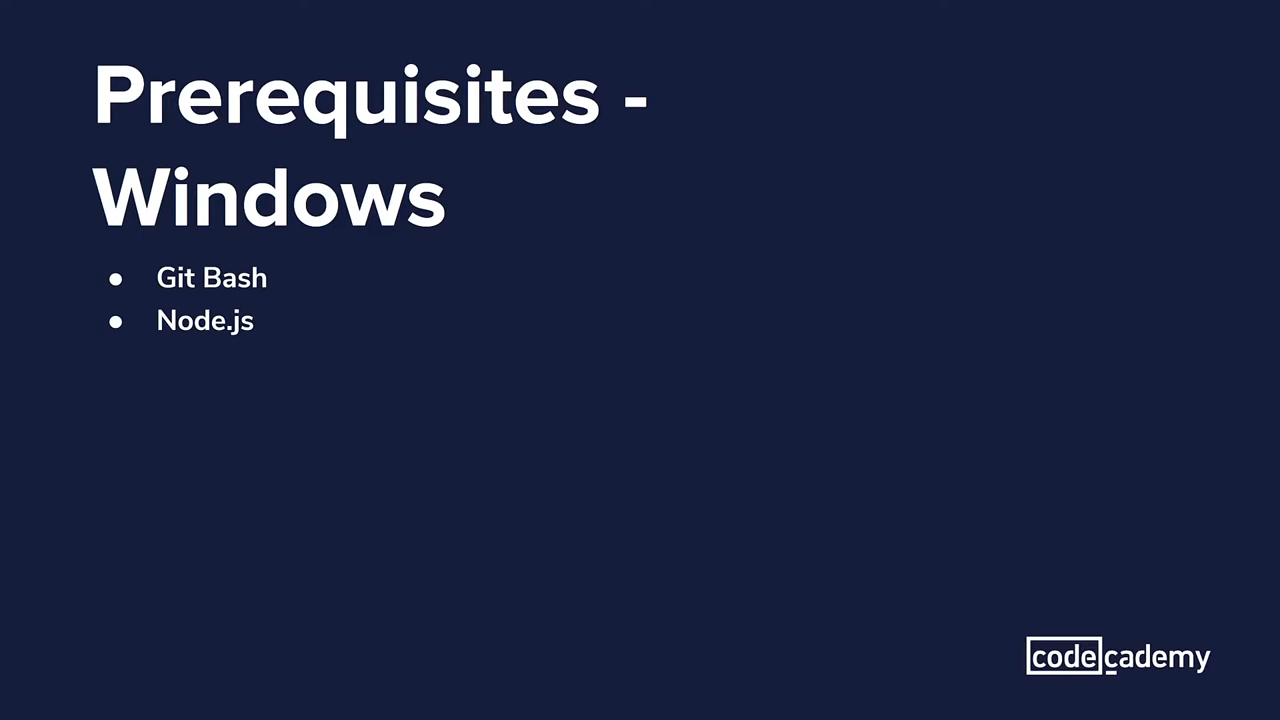 Prerequisites -
Windows
● Git Bash
● Node.js
codecademy